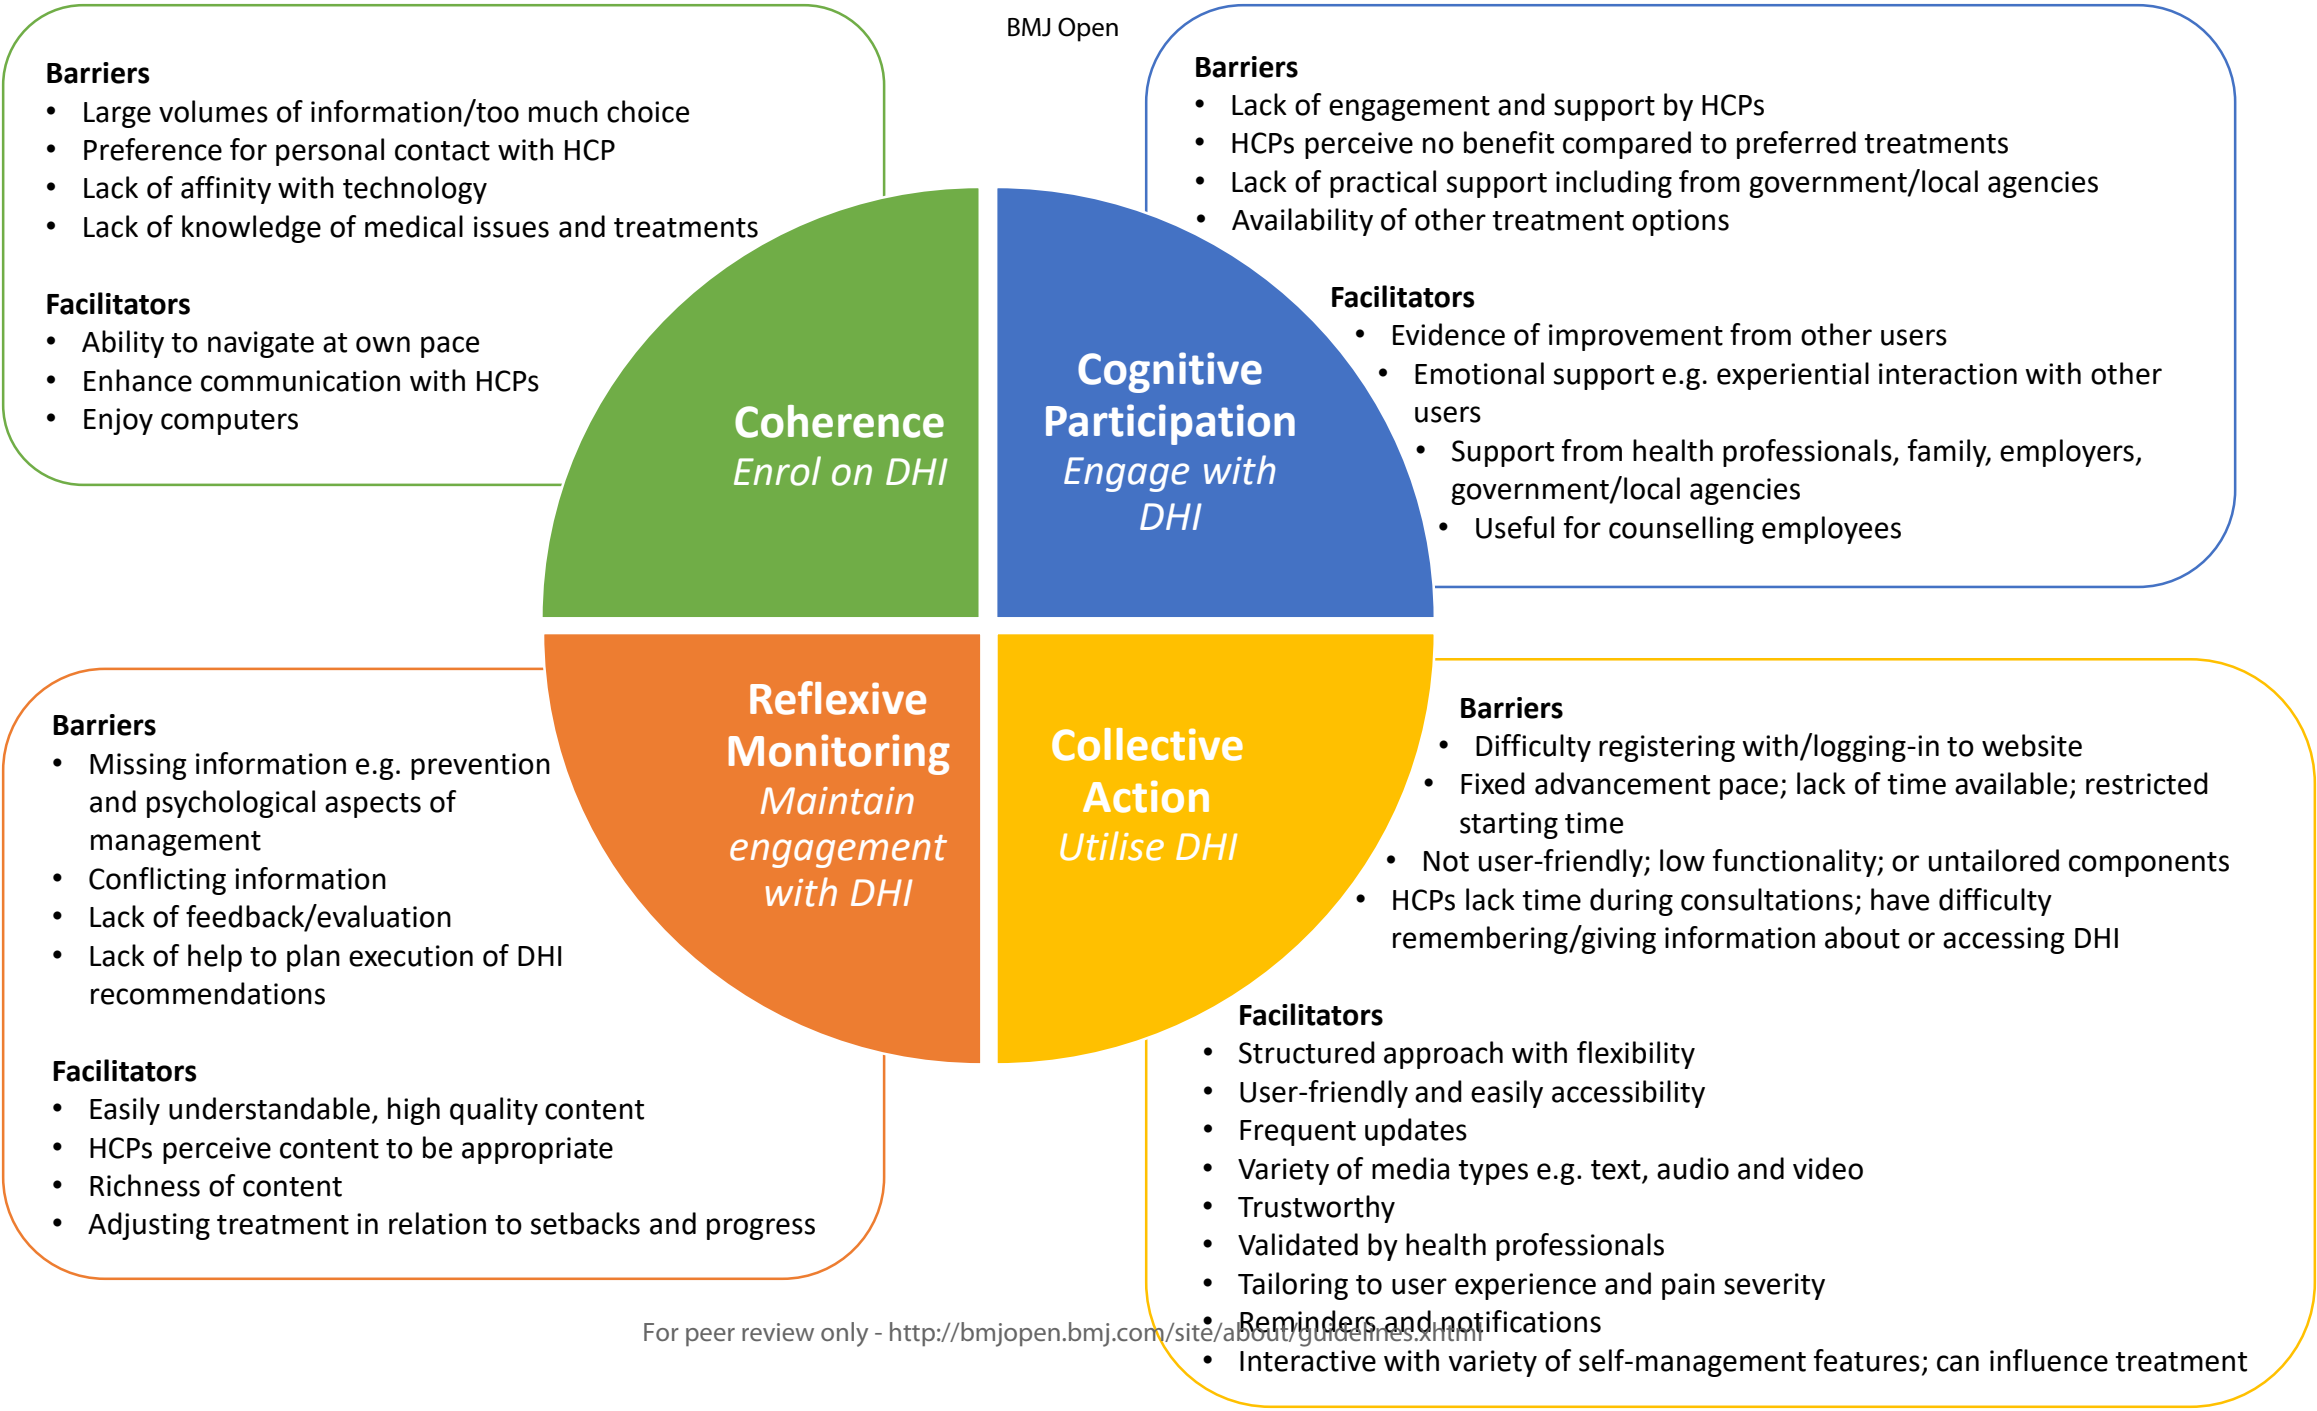 BMJ Open
Barriers
• Large volumes of information/too much choice
• Preference for personal contact with HCP
• Lack of affinity with technology
• Lack of knowledge of medical issues and treatments
Facilitators
• Ability to navigate at own pace
• Enhance communication with HCPs
• Enjoy computers
Coherence
Enrol on DHI
Barriers
• Lack of engagement and support by HCPs
• HCPs perceive no benefit compared to preferred treatments
• Lack of practical support including from government/local agencies
• Availability of other treatment options
Facilitators
• Evidence of improvement from other users
• Emotional support e.g. experiential interaction with other
users
• Support from health professionals, family, employers,
government/local agencies
• Useful for counselling employees
Cognitive
Participation
Engage with
DHI
Barriers
• Missing information e.g. prevention
and psychological aspects of
management
• Conflicting information
• Lack of feedback/evaluation
• Lack of help to plan execution of DHI
recommendations
Facilitators
• Easily understandable, high quality content
• HCPs perceive content to be appropriate
• Richness of content
• Adjusting treatment in relation to setbacks and progress
Reflexive
Monitoring
Maintain
engagement
with DHI
Collective
Action
Utilise DHI
Barriers
• Difficulty registering with/logging-in to website
• Fixed advancement pace; lack of time available; restricted
starting time
• Not user-friendly; low functionality; or untailored components
• HCPs lack time during consultations; have difficulty
remembering/giving information about or accessing DHI
Facilitators
• Structured approach with flexibility
• User-friendly and easily accessibility
• Frequent updates
• Variety of media types e.g. text, audio and video
• Trustworthy
• Validated by health professionals
• Tailoring to user experience and pain severity
• Reminders and notifications
• Interactive with variety of self-management features; can influence treatment
For peer review only - http://bmjopen.bmj.com/site/about/guidelines.xhtml